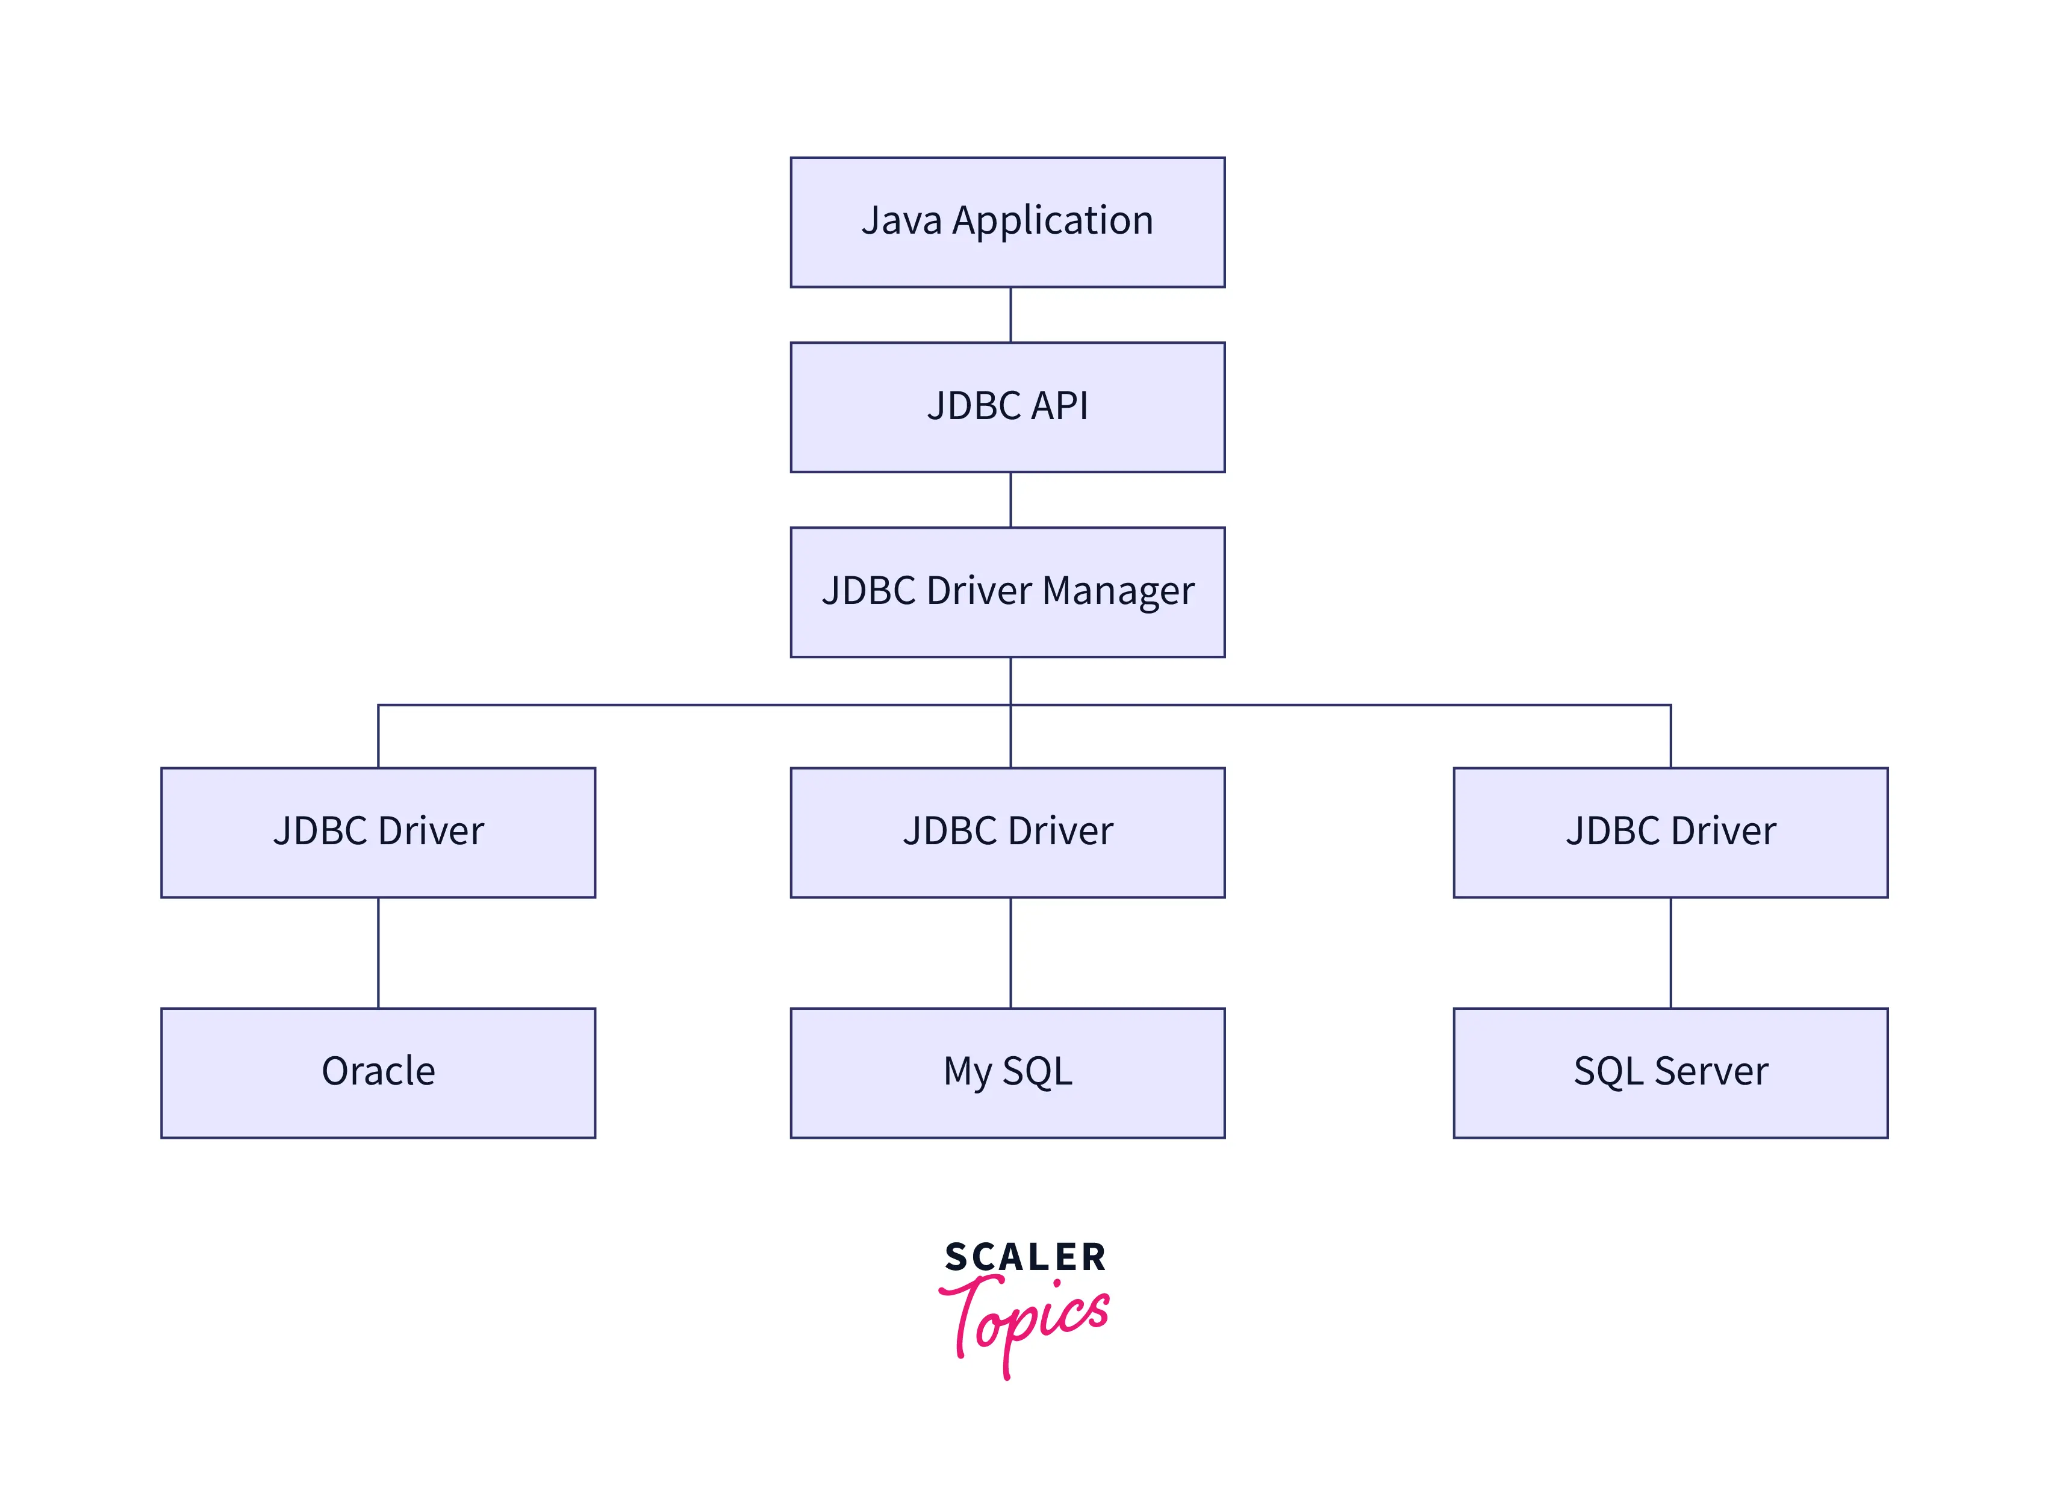 Java Application
JDBC API
JDBC Driver Manager
JDBC Driver
JDBC Driver
JDBC Driver
Oracle
My SQL
SQL Server
SCALER
Topics